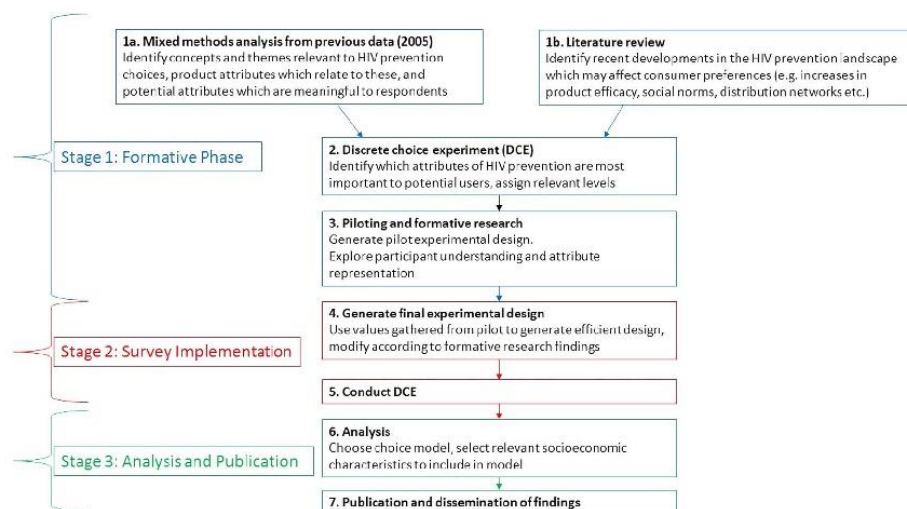 1a. Mixed methods analysis from previous data (2005)
Identify concepts and themes relevant to HIV prevention
choices, product attributes which relate to these, and
potential attributes which are meaningful to respondents
1b. Literature review
Identify recent developments in the HIV prevention landscape
which may affect consumer preferences (e.g. increases in
product efficacy, social norms, distribution networks etc.)
Stage 1: Formative Phase
2. Discrete choice experiment (DCE)
Identify which attributes of HIV prevention are most
important to potential users, assign relevant levels
3. Piloting and formative research
Generate pilot experimental design.
Explore participant understanding and attribute
representation
Stage 2: Survey Implementation
4. Generate final experimental design
Use values gathered from pilot to generate efficient design,
modify according to formative research findings
5. Conduct DCE
Stage 3: Analysis and Publication
6. Analysis
Choose choice model, select relevant socioeconomic
characteristics to include in model
7. Publication and dissemination of findings